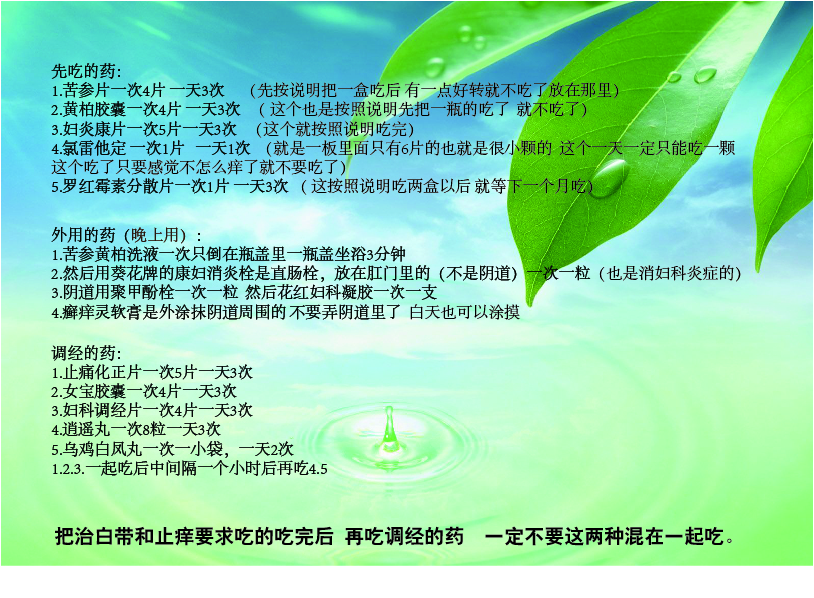 先吃的药：
1.苦参片一次4片 一天3次　（先按说明把一盒吃后 有一点好转就不吃了放在那里）
2.黄柏胶囊一次4片 一天3次　（ 这个也是按照说明先把一瓶的吃了 就不吃了）
3.妇炎康片一次5片一天3次　（这个就按照说明吃完）
4.氯雷他定 一次1片　一天1次　（就是一板里面只有6片的也就是很小颗的 这个一天一定只能吃一颗
这个吃了只要感觉不怎么痒了就不要吃了）
5.罗红霉素分散片一次1片 一天3次　（ 这按照说明吃两盒以后 就等下一个月吃）
外用的药（晚上用）：
1.苦参黄柏洗液一次只倒在瓶盖里一瓶盖坐浴3分钟
2.然后用葵花牌的康妇消炎栓是直肠栓，放在肛门里的（不是阴道）一次一粒（也是消妇科炎症的）
3.阴道用聚甲酚栓一次一粒 然后花红妇科凝胶一次一支
4.癣痒灵软膏是外涂抹阴道周围的 不要弄阴道里了 白天也可以涂摸
调经的药：
1.止痛化正片一次5片一天3次
2.女宝胶囊一次4片一天3次
3.妇科调经片一次4片一天3次
4.逍遥丸一次8粒一天3次
5.乌鸡白凤丸一次一小袋，一天2次
1.2.3.一起吃后中间隔一个小时后再吃4.5
把治白带和止痒要求吃的吃完后 再吃调经的药　一定不要这两种混在一起吃。